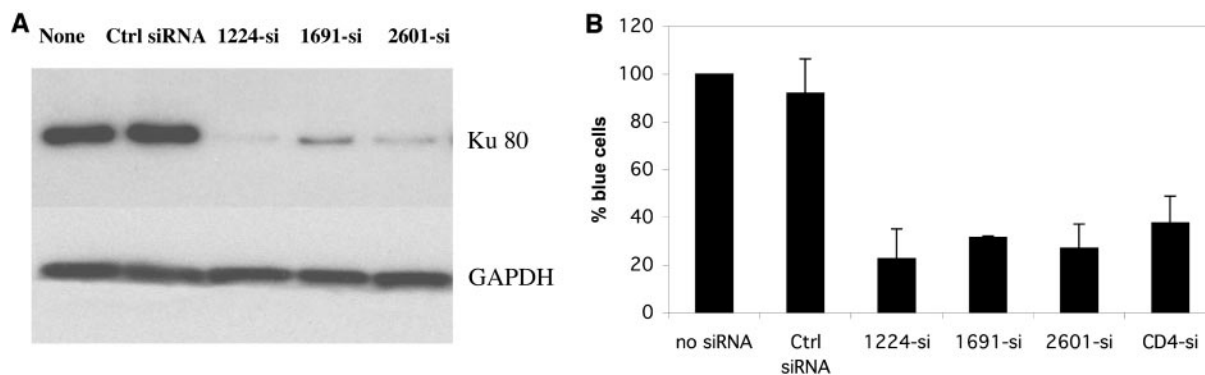 A
None Ctrl siRNA 1224-si 1691-si 2601-si
Ku 80
GAPDH
B
120
100
80
60
40
20
0
% blue cells
no siRNA Ctrl siRNA 1224-si 1691-si 2601-si CD4-si